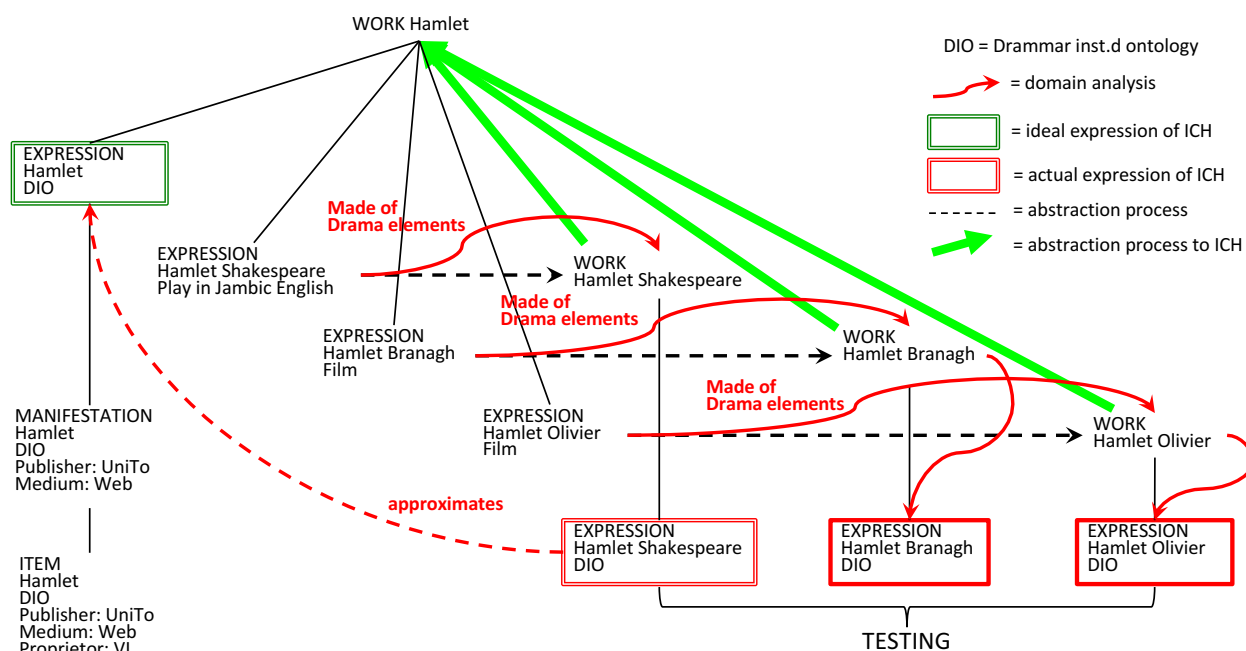 WORK Hamlet
DIO = Drammar inst.d ontology
= domain analysis
= ideal expression of ICH
= actual expression of ICH
= abstraction process
= abstraction process to ICH
EXPRESSION
Hamlet
DIO
Made of
Drama elements
EXPRESSION
Hamlet Shakespeare
Play in Jambic English
WORK
Hamlet Shakespeare
Made of
Drama elements
EXPRESSION
Hamlet Branagh
Film
WORK
Hamlet Branagh
Made of
Drama elements
EXPRESSION
Hamlet Olivier
Film
WORK
Hamlet Olivier
MANIFESTATION
Hamlet
DIO
Publisher: UniTo
Medium: Web
approximates
EXPRESSION
Hamlet Shakespeare
DIO
EXPRESSION
Hamlet Branagh
DIO
EXPRESSION
Hamlet Olivier
DIO
ITEM
Hamlet
DIO
Publisher: UniTo
Medium: Web
Proprietor: VL
TESTING